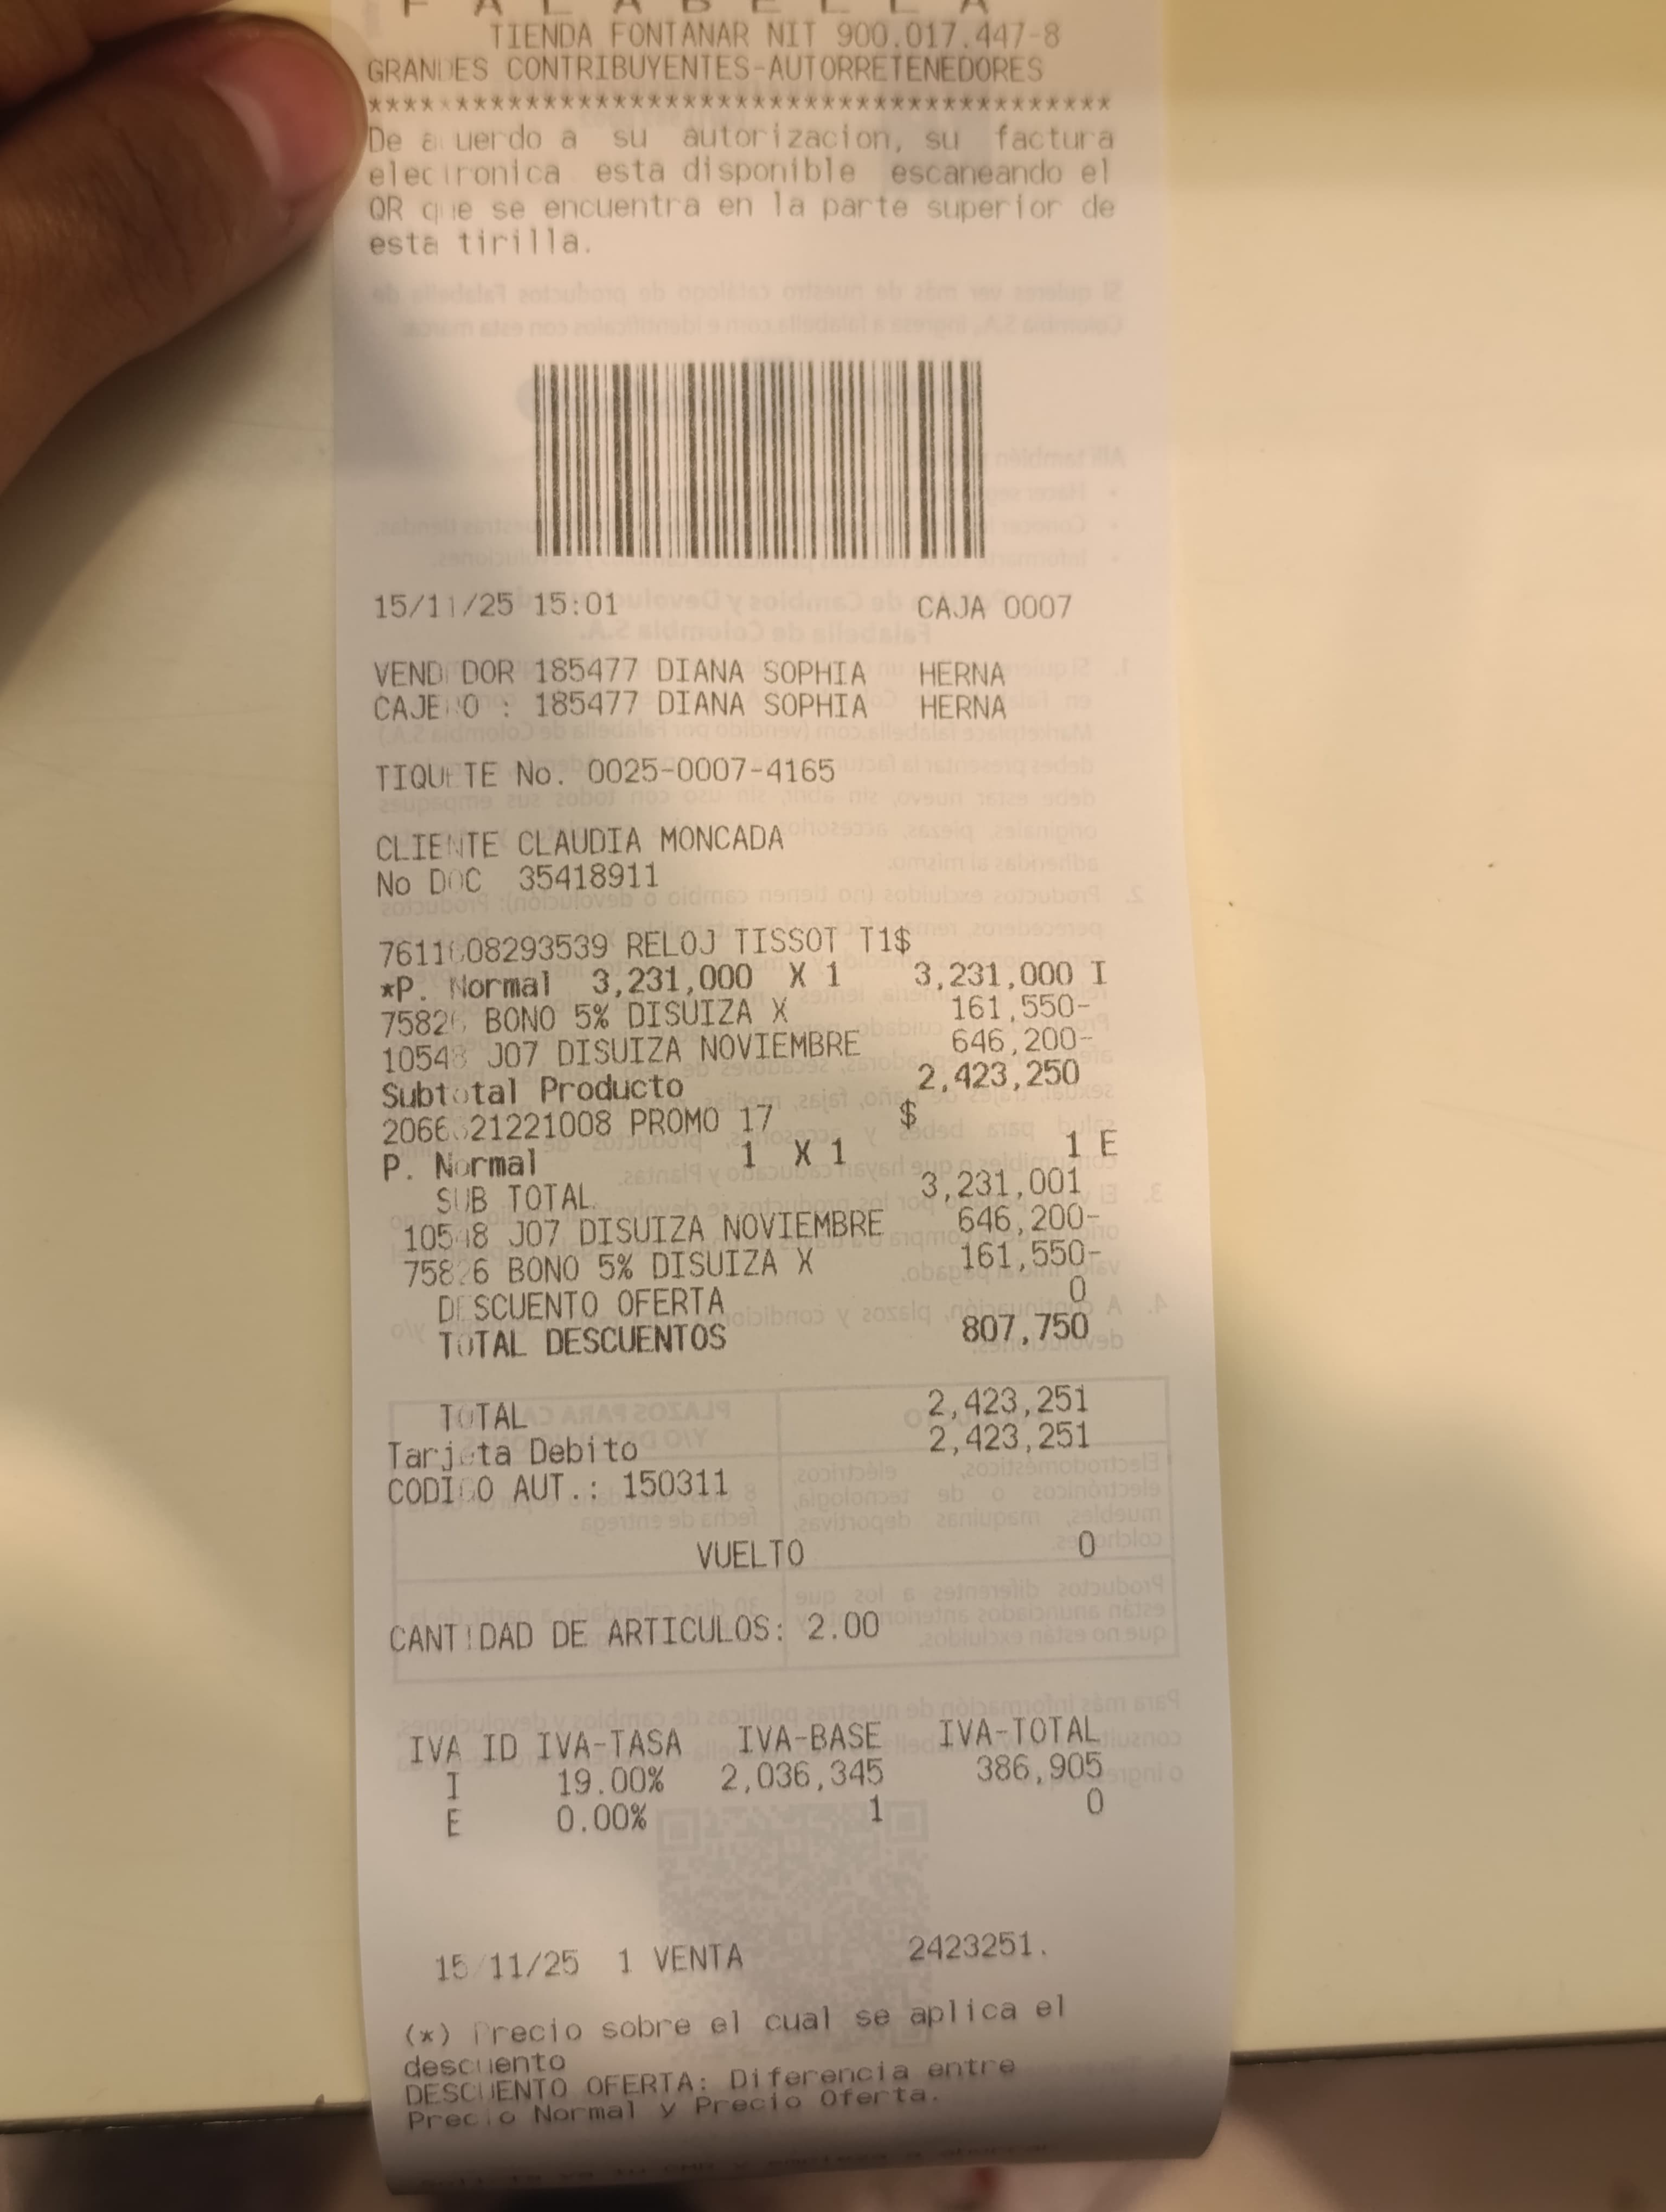 FALABELLA
TIENDA FONTANAR NIT 900.017.447-8
GRANDES CONTRIBUYENTES-AUTORRETENEDORES
******************************************
De acuerdo a su autorizacion, su factura
electronica esta disponible escaneando el
QR que se encuentra en la parte superior de
esta tirilla.
15/11/25 15:01 CAJA 0007
VENDEDOR 185477 DIANA SOPHIA HERNA
CAJERO : 185477 DIANA SOPHIA HERNA
TIQUETE No. 0025-0007-4165
CLIENTE CLAUDIA MONCADA
No DOC 35418911
7611608293539 RELOJ TISSOT T1$
*P. Normal 3,231,000 X 1 3,231,000 I
75826 BONO 5% DISUIZA X 161,550-
10548 J07 DISUIZA NOVIEMBRE 646,200-
Subtotal Producto 2,423,250
PROMO 17 $
P. Normal 1 X 1 1 E
SUB TOTAL 3,231,001
10548 J07 DISUIZA NOVIEMBRE 646,200-
75826 BONO 5% DISUIZA X 161,550-
DESCUENTO OFERTA 0
TOTAL DESCUENTOS 807,750
TOTAL 2,423,251
Tarjeta Debito 2,423,251
CODIGO AUT.: 150311
VUELTO 0
CANTIDAD DE ARTICULOS: 2.00
IVA ID IVA-TASA IVA-BASE IVA-TOTAL
I 19.00% 2,036,345 386,905
E 0.00% 1 0
15/11/25 1 VENTA 2423251.
(*) Precio sobre el cual se aplica el
descuento
DESCUENTO OFERTA: Diferencia entre
Precio Normal y Precio Oferta.